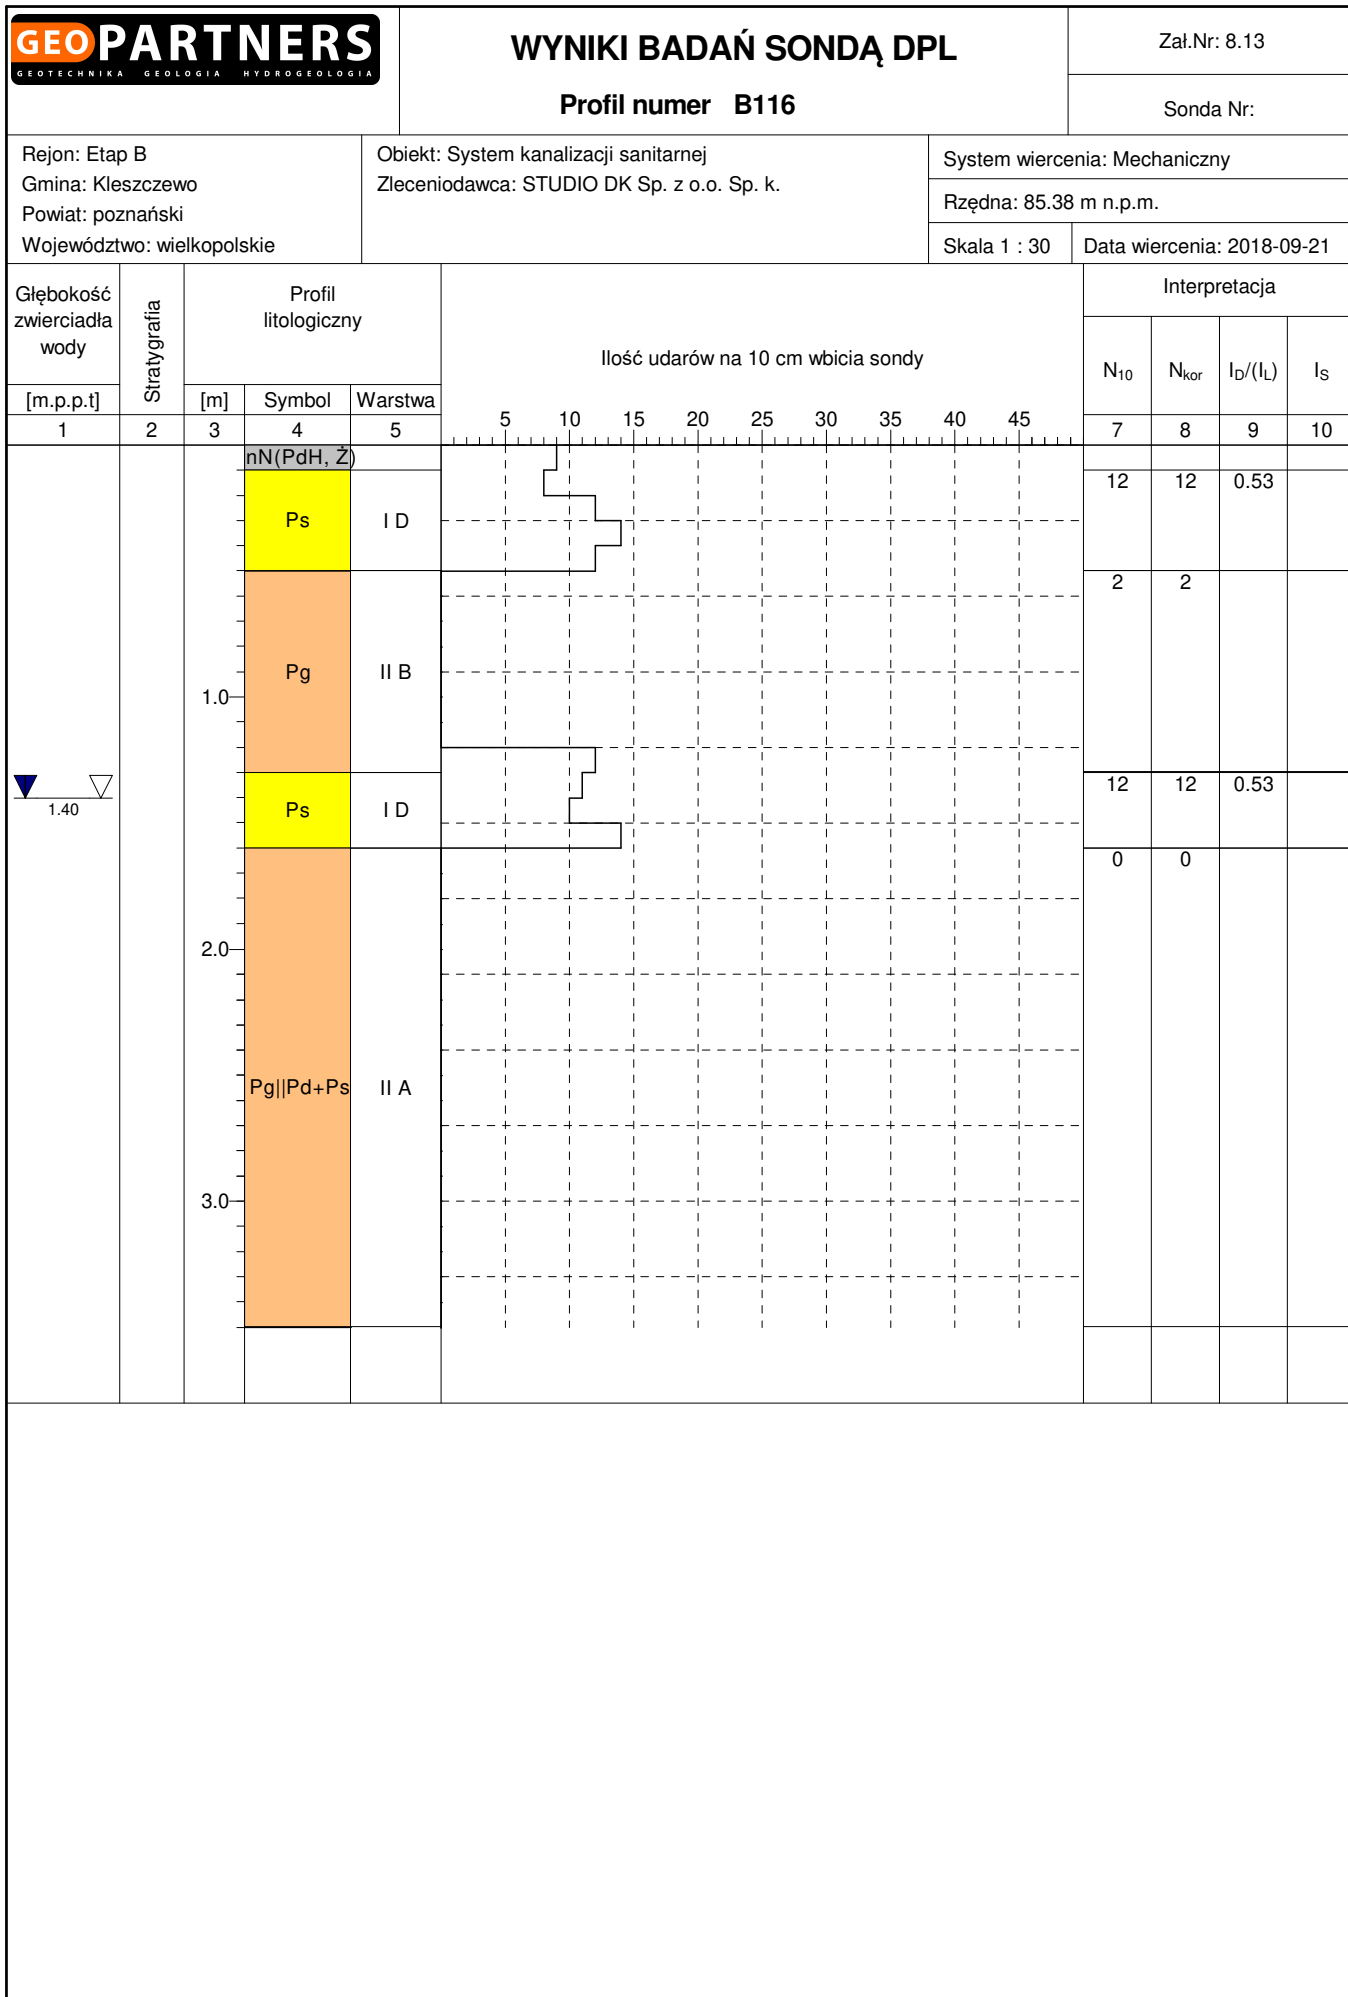 GEOPARTNERS
GEOTECHNIKA GEOLOGIA HYDROGEOLOGIA
WYNIKI BADAŃ SONDĄ DPL
Profil numer B116
Zał.Nr: 8.13
Sonda Nr:
Rejon: Etap B
Gmina: Kleszczewo
Powiat: poznański
Województwo: wielkopolskie
Obiekt: System kanalizacji sanitarnej
Zleceniodawca: STUDIO DK Sp. z o.o. Sp. k.
System wiercenia: Mechaniczny
Rzędna: 85.38 m n.p.m.
Skala 1 : 30
Data wiercenia: 2018-09-21
Głębokość
zwierciadła
wody
[m.p.p.t]
Stratygrafia
Profil
litologiczny
[m] Symbol Warstwa
Ilość udarów na 10 cm wbicia sondy
5 10 15 20 25 30 35 40 45
Interpretacja
N10 Nkor ID/(IL) IS
1 2 3 4 5 7 8 9 10
nN(PdH, Ż)
12 12 0.53
Ps I D
2 2
Pg II B
1.0
12 12 0.53
1.40
Ps I D
0 0
2.0
Pg||Pd+Ps II A
3.0